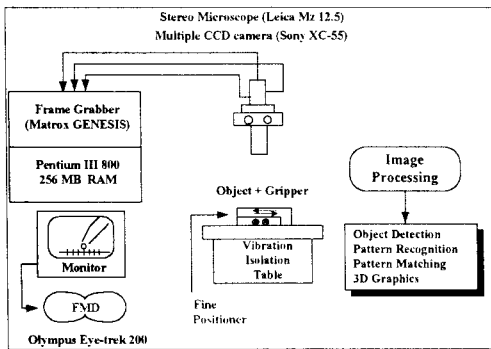 Stereo Microscope (Leica Mz 12.5)
Multiple CCD camera (Sony XC-55)
Frame Grabber
(Matrox GENESIS)
Pentium III 800
256 MB RAM
Monitor
FMD
Olympus Eye-trek 200
Object + Gripper
Vibration
Isolation
Table
Fine
Positioner
Image
Processing
Object Detection
Pattern Recognition
Pattern Matching
3D Graphics